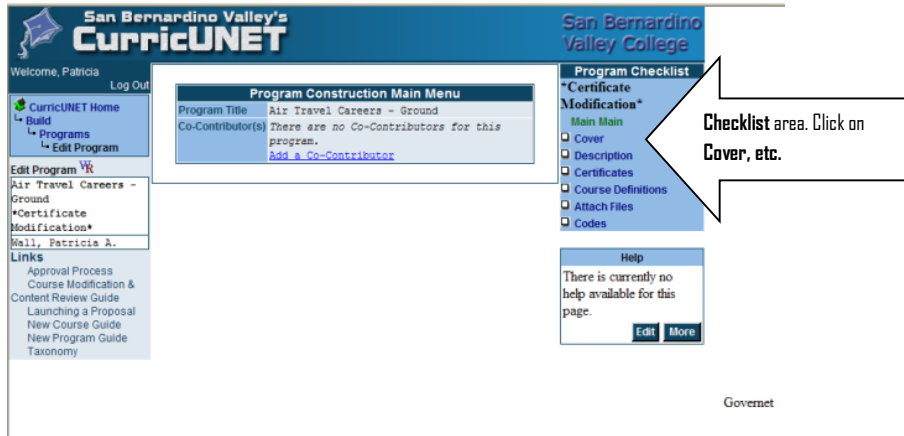 San Bernardino Valley's
CurricUNET
San Bernardino
Valley College
Welcome, Patricia
Log Out
CurricUNET Home
Build
Programs
Edit Program
Edit Program WR
Air Travel Careers -
Ground
*Certificate
Modification*
Wall, Patricia A.
Links
Approval Process
Course Modification &
Content Review Guide
Launching a Proposal
New Course Guide
New Program Guide
Taxonomy
Program Construction Main Menu
Program Title Air Travel Careers - Ground
Co-Contributor(s) There are no Co-Contributors for this
program.
Add a Co-Contributor
Program Checklist
*Certificate
Modification*
Main Main
Cover
Description
Certificates
Course Definitions
Attach Files
Codes
Checklist area. Click on
Cover, etc.
Help
There is currently no
help available for this
page.
Edit More
Governet